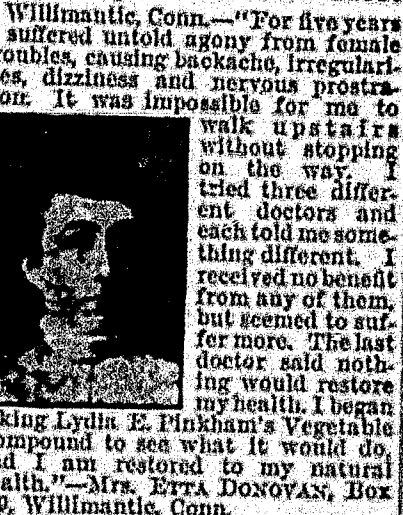 Willimantic, Conn.—"For five years
suffered untold agony from female
roubles, causing backache, irregulari-
es, dizziness and nervous prostra-
on. It was impossible for me to
walk upstairs
without stopping
on the way. I
tried three differ-
ent doctors and
each told me some-
thing different. I
received no benefit
from any of them,
but seemed to suf-
fer more. The last
doctor said noth-
ing would restore
my health. I began
king Lydia E. Pinkham's Vegetable
ompound to see what it would do,
d I am restored to my natural
alth."—Mrs. Etta Donovan, Box
Willimantic, Conn.